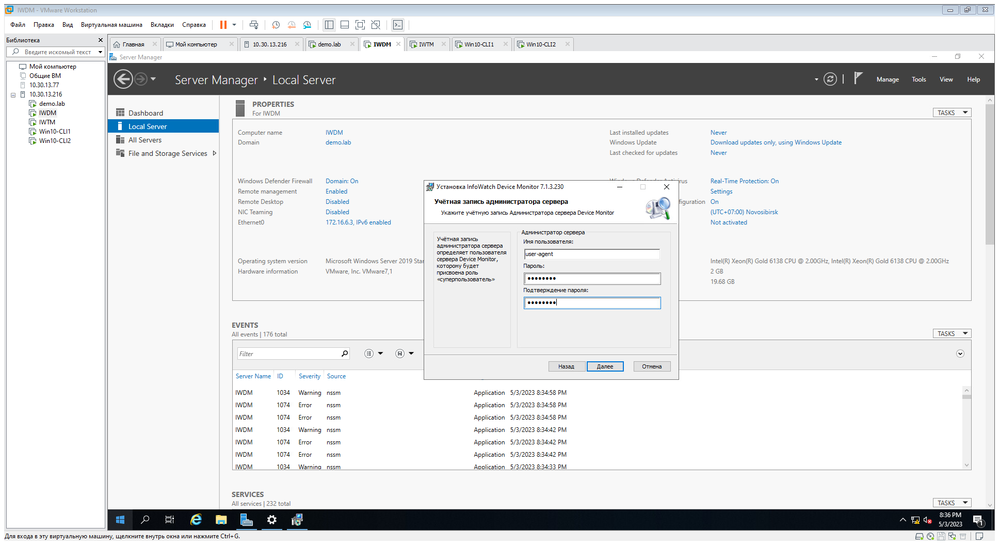 IWDM - VMware Workstation
Файл Правка Вид Виртуальная машина Вкладки Справка
Библиотека
Введите искомый текст
Мой компьютер
Общие ВМ
10.30.13.77
10.30.13.216
demo.lab
IWDM
IWTM
Win10-CLI1
Win10-CLI2
Главная Мой компьютер 10.30.13.216 demo.lab IWDM IWTM Win10-CLI1 Win10-CLI2
Server Manager
Server Manager Local Server
Manage Tools View Help
Dashboard
Local Server
All Servers
File and Storage Services
PROPERTIES
For IWDM
TASKS
Computer name IWDM
Domain demo.lab
Last installed updates Never
Windows Update Download updates only, using Windows Update
Last checked for updates Never
Windows Defender Firewall Domain: On
Remote management Enabled
Remote Desktop Disabled
NIC Teaming Disabled
Ethernet0 172.16.6.3, IPv6 enabled
Real-Time Protection: On
Settings
figuration On
(UTC+07:00) Novosibirsk
Not activated
Operating system version Microsoft Windows Server 2019 Star
Hardware information VMware, Inc. VMware7,1
Intel(R) Xeon(R) Gold 6138 CPU @ 2.00GHz, Intel(R) Xeon(R) Gold 6138 CPU @ 2.00GHz
2 GB
19.68 GB
Установка InfoWatch Device Monitor 7.1.3.230
Учётная запись администратора сервера
Укажите учётную запись Администратора сервера Device Monitor
Учётная запись
администратора сервера
определяет пользователя
сервера Device Monitor,
которому будет
присвоена роль
«суперпользователь»
Администратор сервера
Имя пользователя:
user-agent
Пароль:
••••••••
Подтверждение пароля:
••••••••
Назад Далее Отмена
EVENTS
All events | 176 total
TASKS
Filter
Server Name ID Severity Source
IWDM 1034 Warning nssm Application 5/3/2023 8:34:58 PM
IWDM 1074 Error nssm Application 5/3/2023 8:34:58 PM
IWDM 1074 Error nssm Application 5/3/2023 8:34:58 PM
IWDM 1034 Warning nssm Application 5/3/2023 8:34:42 PM
IWDM 1074 Error nssm Application 5/3/2023 8:34:42 PM
IWDM 1074 Error nssm Application 5/3/2023 8:34:42 PM
IWDM 1034 Warning nssm Application 5/3/2023 8:34:33 PM
SERVICES
All services | 232 total
TASKS
8:36 PM
5/3/2023
1
Для входа в эту виртуальную машину, щелкните внутрь окна или нажмите Ctrl+G.